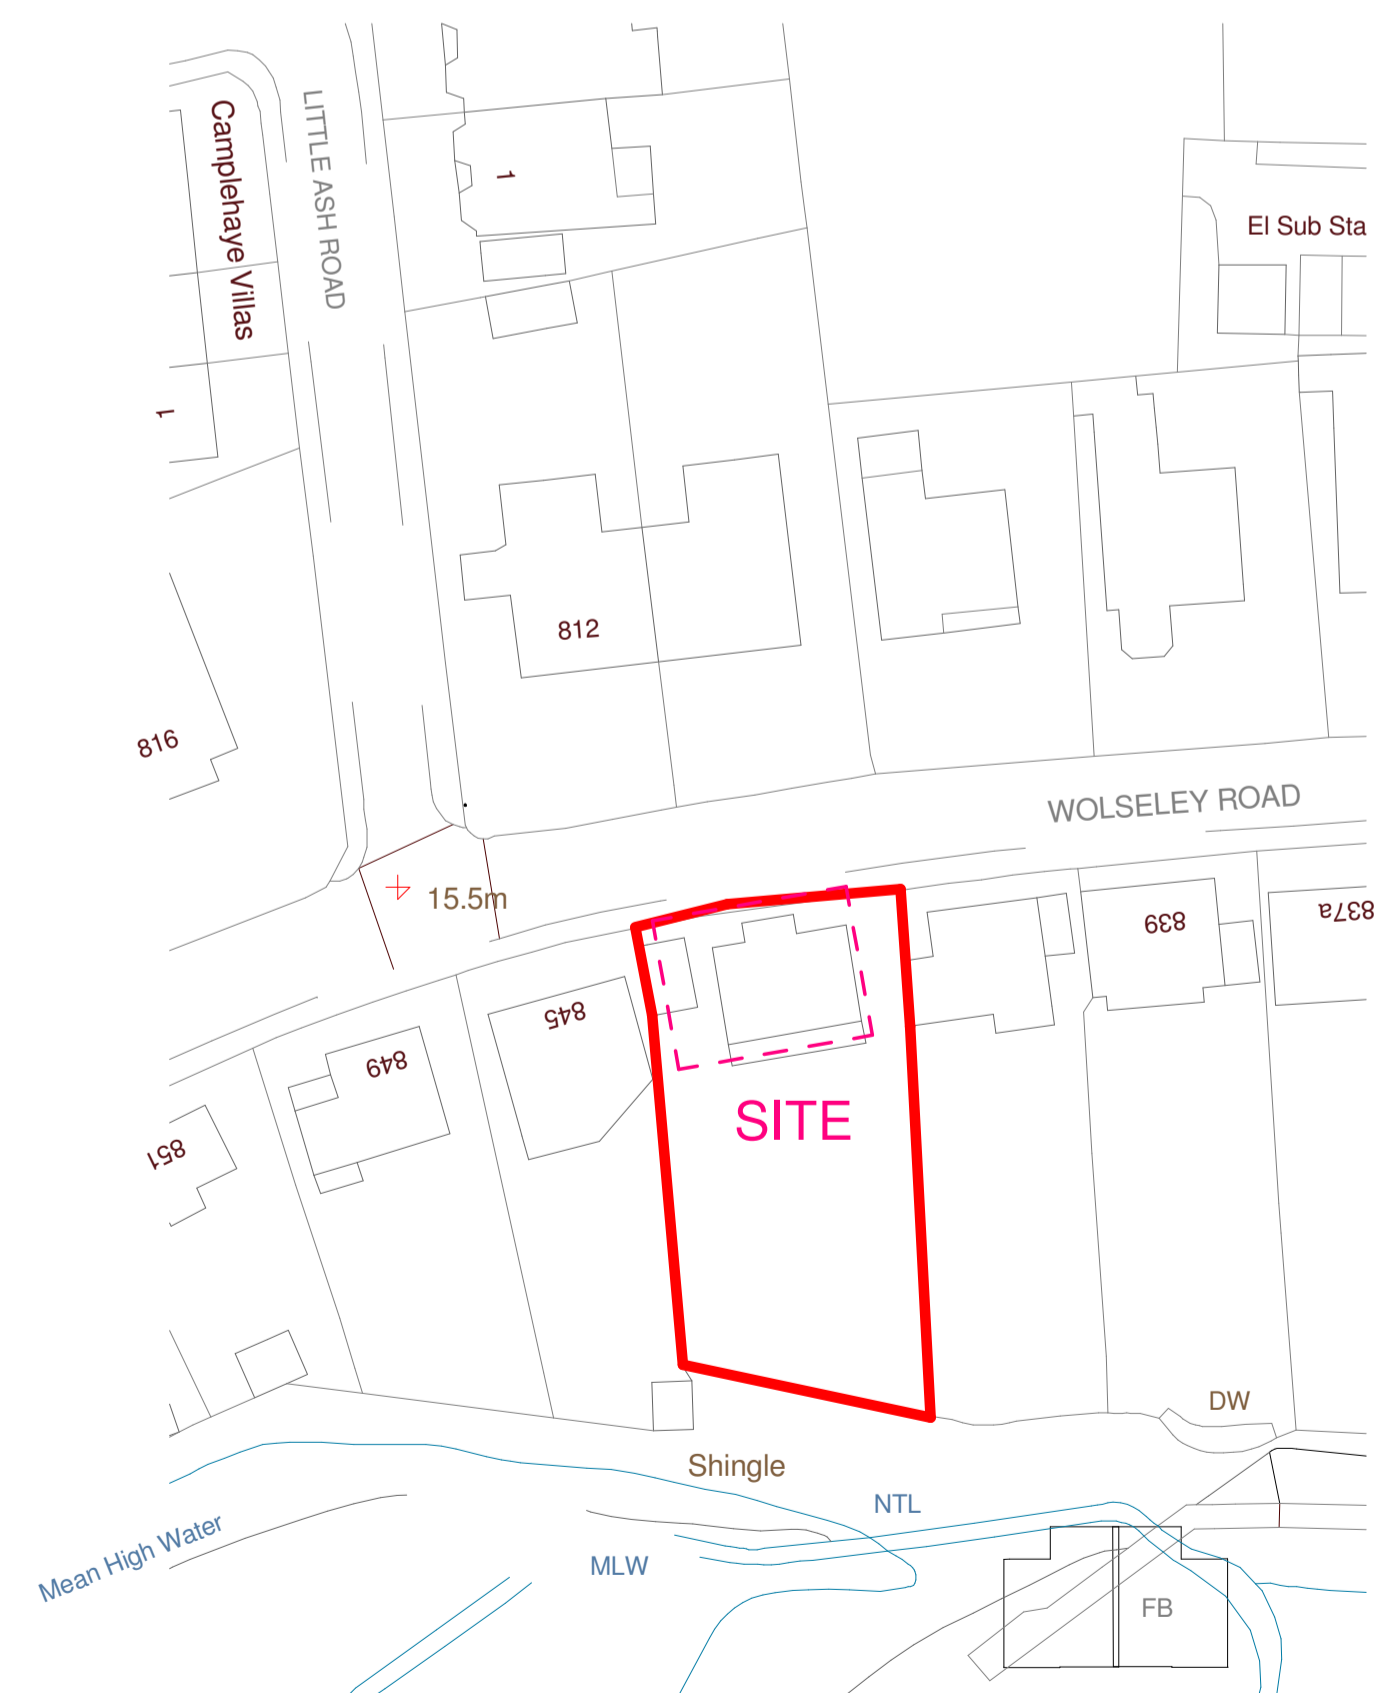 Camplehaye Villas
LITTLE ASH ROAD
1
El Sub Sta
1
812
816
WOLSELEY ROAD
15.5m
839
837a
845
849
851
SITE
DW
Shingle
NTL
Mean High Water
MLW
FB